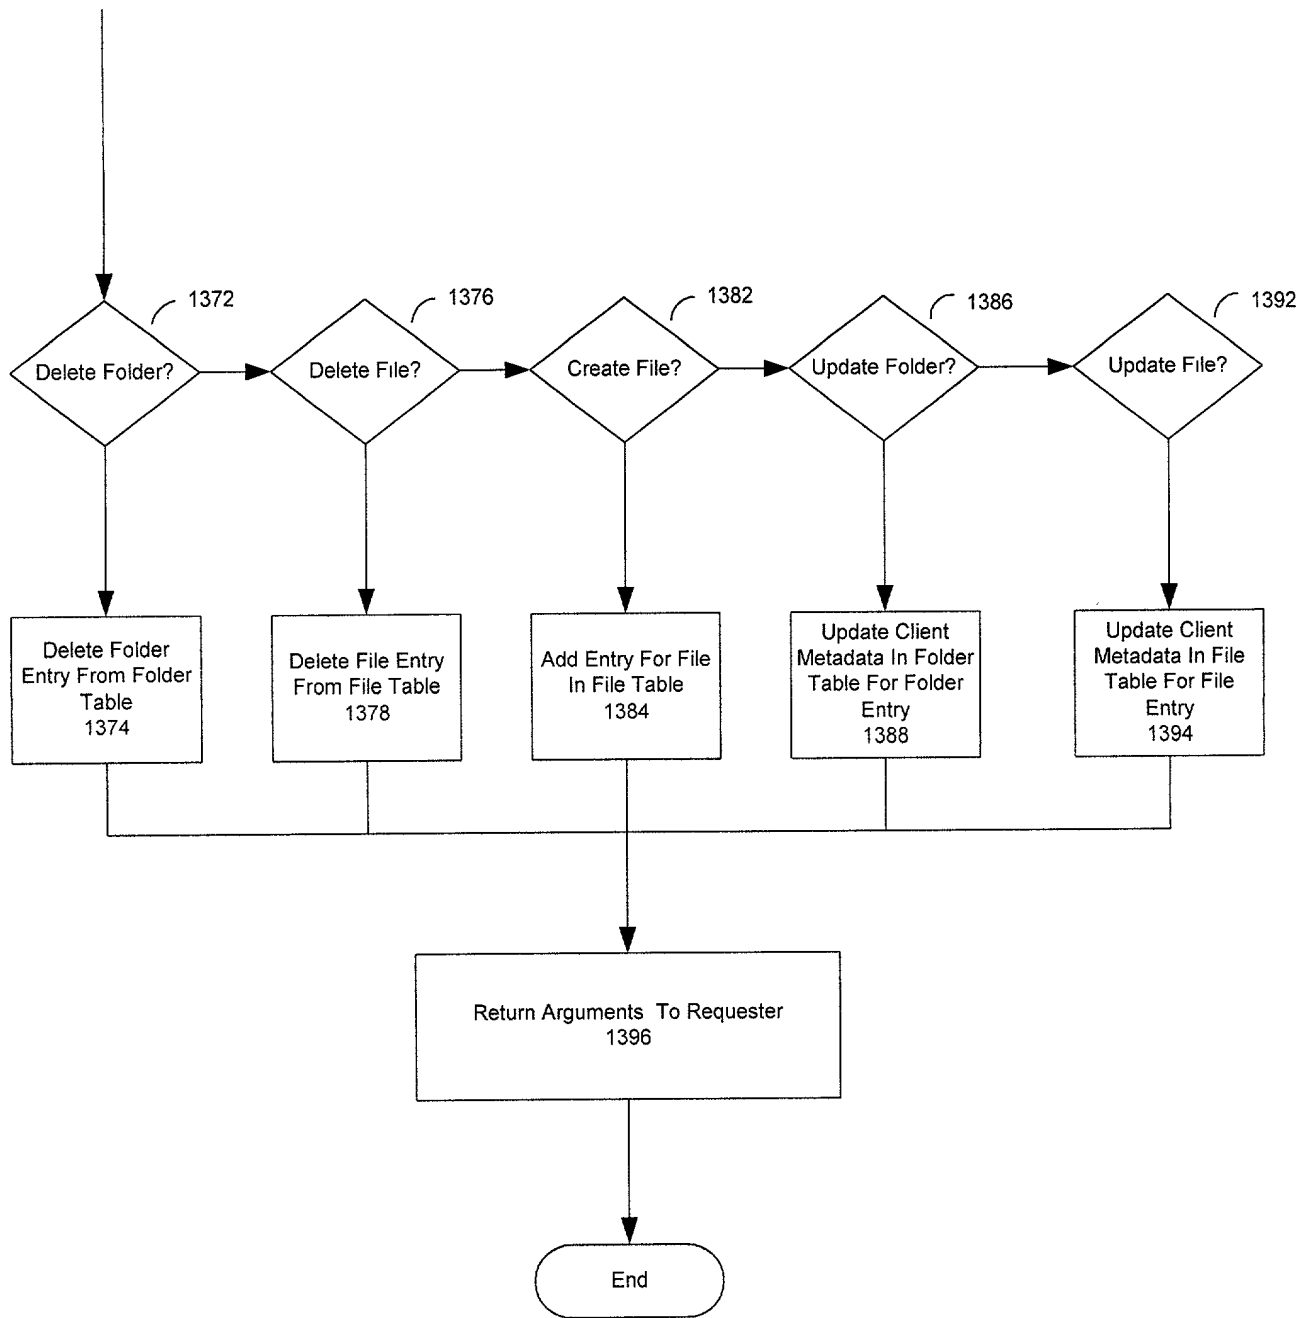 1372
1376
1382
1386
1392
Delete Folder?
Delete File?
Create File?
Update Folder?
Update File?
Delete Folder
Entry From Folder
Table
1374
Delete File Entry
From File Table
1378
Add Entry For File
In File Table
1384
Update Client
Metadata In Folder
Table For Folder
Entry
1388
Update Client
Metadata In File
Table For File
Entry
1394
Return Arguments To Requester
1396
End